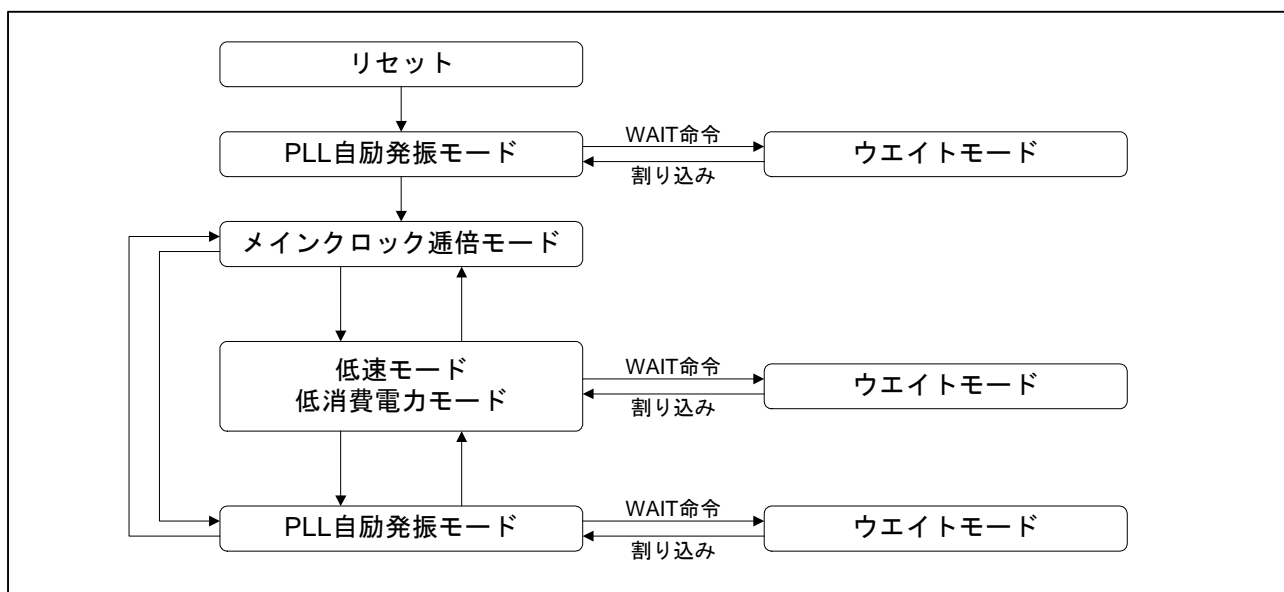 リセット
PLL自励発振モード
WAIT命令
割り込み
ウエイトモード
メインクロック逓倍モード
低速モード
低消費電力モード
WAIT命令
割り込み
ウエイトモード
PLL自励発振モード
WAIT命令
割り込み
ウエイトモード